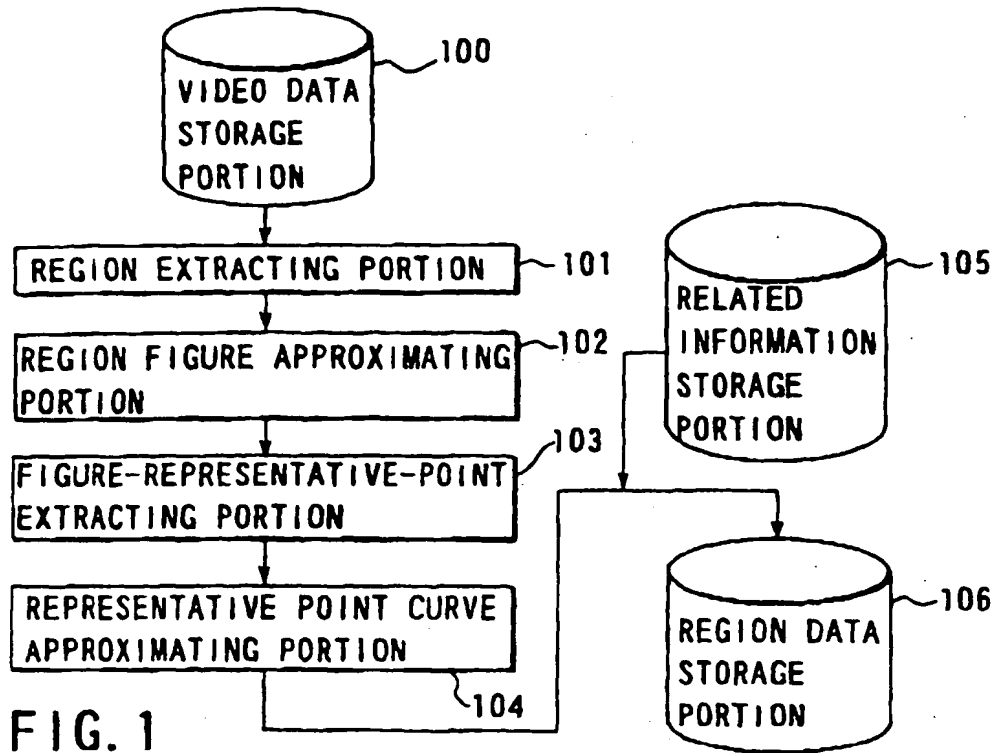 100
VIDEO DATA
STORAGE
PORTION
REGION EXTRACTING PORTION
101
REGION FIGURE APPROXIMATING
PORTION
102
FIGURE-REPRESENTATIVE-POINT
EXTRACTING PORTION
103
REPRESENTATIVE POINT CURVE
APPROXIMATING PORTION
104
RELATED
INFORMATION
STORAGE
PORTION
105
REGION DATA
STORAGE
PORTION
106
FIG. 1